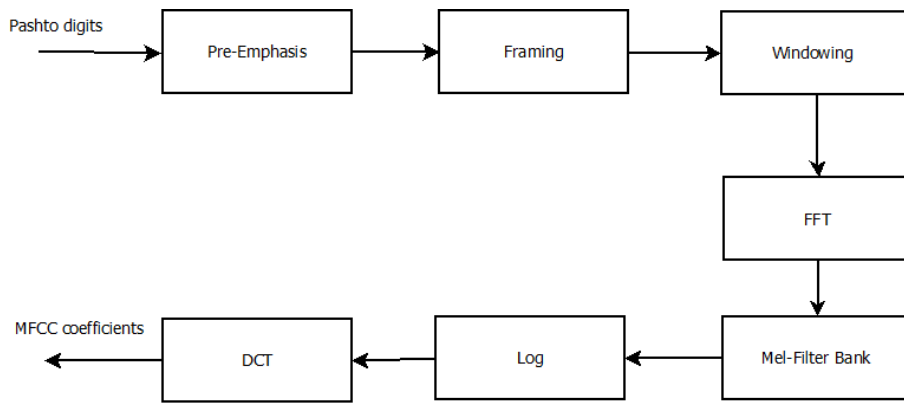 Pashto digits
Pre-Emphasis
Framing
Windowing
FFT
Mel-Filter Bank
Log
DCT
MFCC coefficients